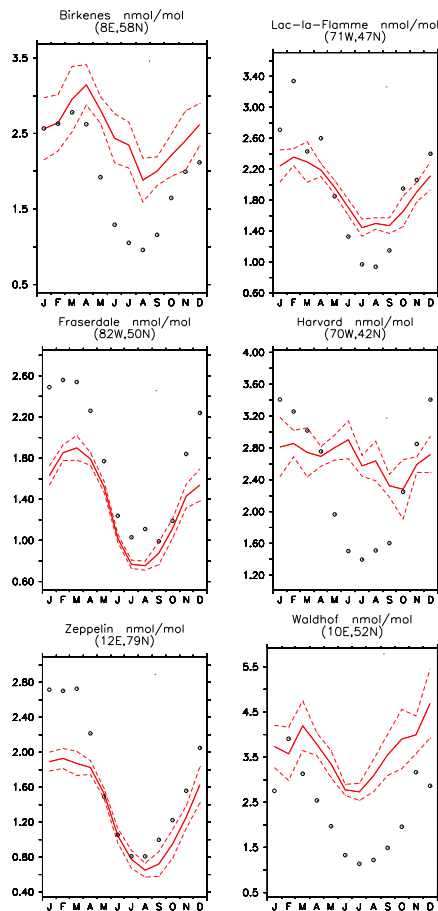 Birkenes nmol/mol
(8E,58N)
3.5
2.5
1.5
0.5
J F M A M J J A S O N D
Lac-la-Flamme nmol/mol
(71W,47N)
3.40
3.00
2.60
2.20
1.80
1.40
1.00
0.60
J F M A M J J A S O N D
Fraserdale nmol/mol
(82W,50N)
2.60
2.20
1.80
1.40
1.00
0.60
J F M A M J J A S O N D
Harvard nmol/mol
(70W,42N)
4.00
3.60
3.20
2.80
2.40
2.00
1.60
1.20
J F M A M J J A S O N D
Zeppelin nmol/mol
(12E,79N)
2.80
2.40
2.00
1.60
1.20
0.80
0.40
J F M A M J J A S O N D
Waldhof nmol/mol
(10E,52N)
5.5
4.5
3.5
2.5
1.5
0.5
J F M A M J J A S O N D